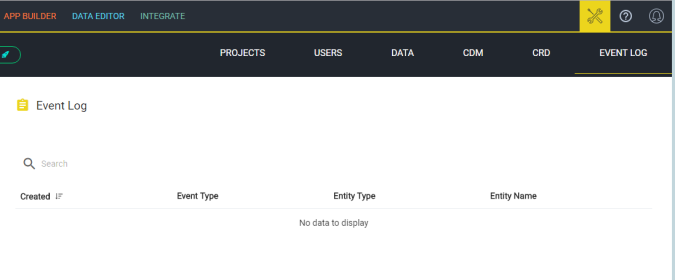 APP BUILDER DATA EDITOR INTEGRATE
PROJECTS USERS DATA CDM CRD EVENT LOG
Event Log
Search
Created Event Type Entity Type Entity Name
No data to display